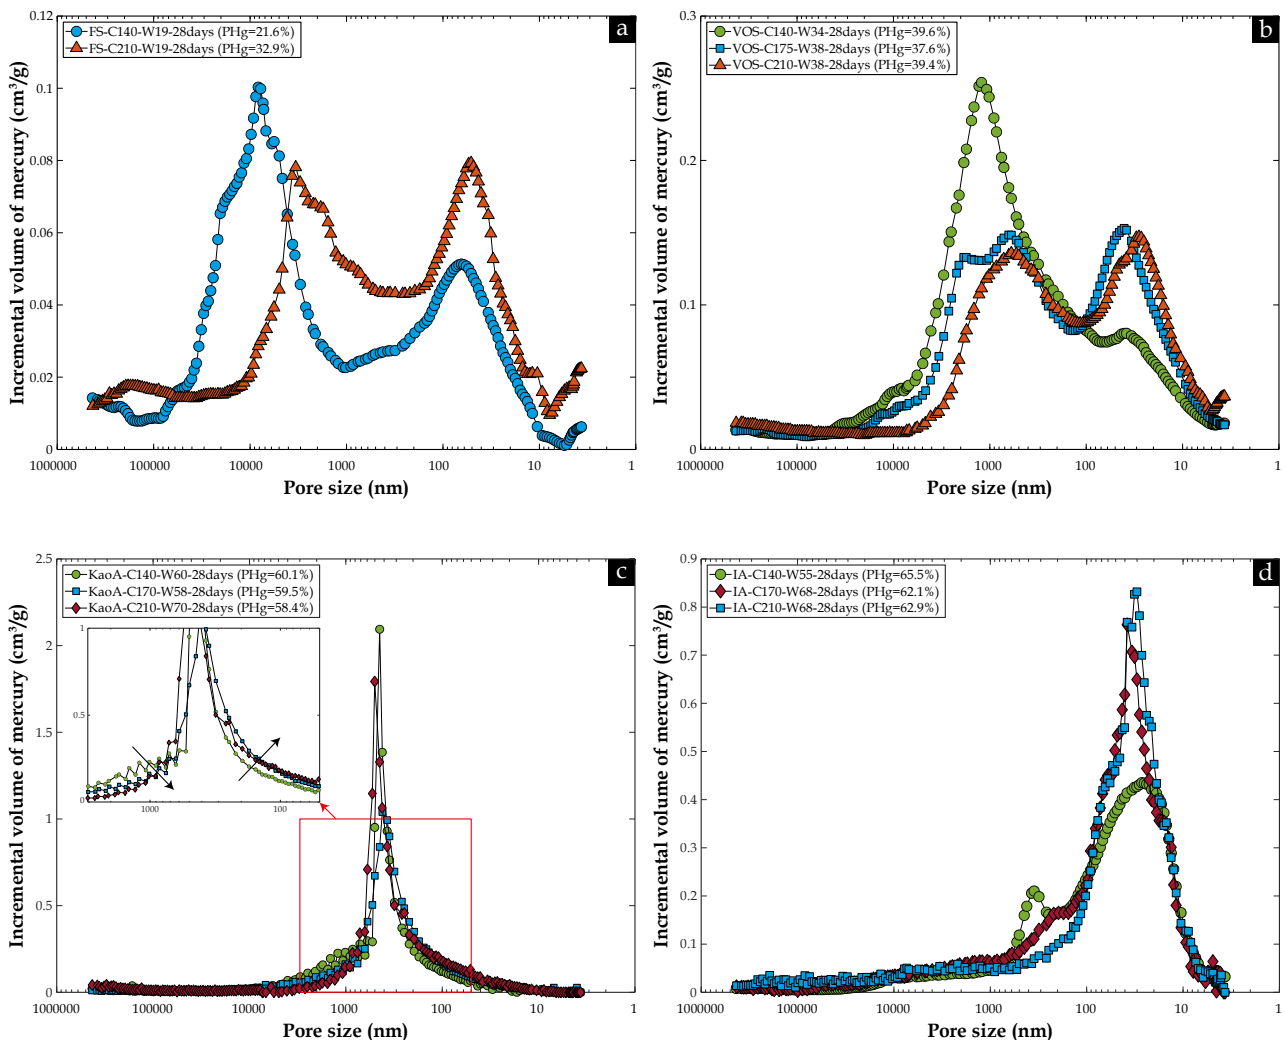 a
FS-C140-W19-28days (PHg=21.6%)
FS-C210-W19-28days (PHg=32.9%)
Incremental volume of mercury (cm³/g)
0.12
0.1
0.08
0.06
0.04
0.02
0
1000000 100000 10000 1000 100 10 1
Pore size (nm)
b
VOS-C140-W34-28days (PHg=39.6%)
VOS-C175-W38-28days (PHg=37.6%)
VOS-C210-W38-28days (PHg=39.4%)
Incremental volume of mercury (cm³/g)
0.3
0.2
0.1
0
1000000 100000 10000 1000 100 10 1
Pore size (nm)
c
KaoA-C140-W60-28days (PHg=60.1%)
KaoA-C170-W58-28days (PHg=59.5%)
KaoA-C210-W70-28days (PHg=58.4%)
Incremental volume of mercury (cm³/g)
2.5
2
1.5
1
0.5
0
1
0.5
0
1000 100
1000000 100000 10000 1000 100 10 1
Pore size (nm)
d
IA-C140-W55-28days (PHg=65.5%)
IA-C170-W68-28days (PHg=62.1%)
IA-C210-W68-28days (PHg=62.9%)
Incremental volume of mercury (cm³/g)
0.9
0.8
0.7
0.6
0.5
0.4
0.3
0.2
0.1
0
1000000 100000 10000 1000 100 10 1
Pore size (nm)